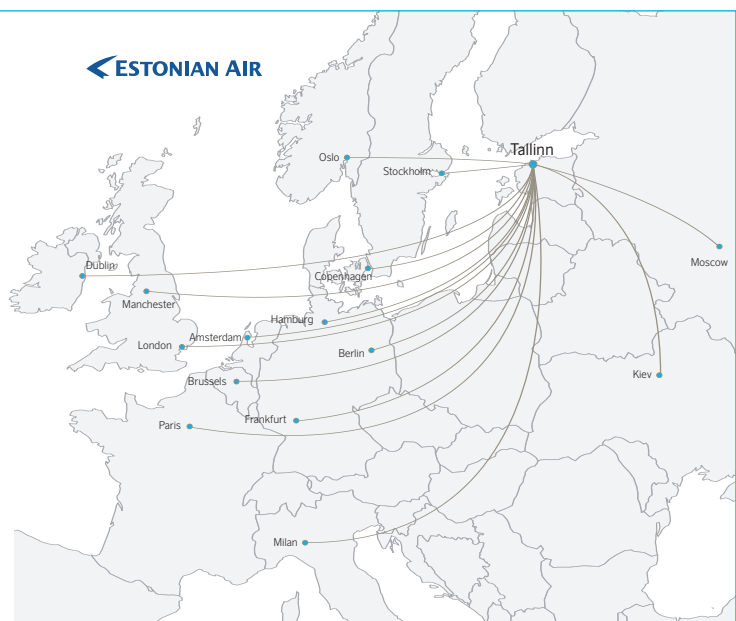 ESTONIAN AIR
Tallinn
Oslo
Stockholm
Moscow
Dublin
Copenhagen
Manchester
Hamburg
Amsterdam
London
Berlin
Kiev
Brussels
Frankfurt
Paris
Milan